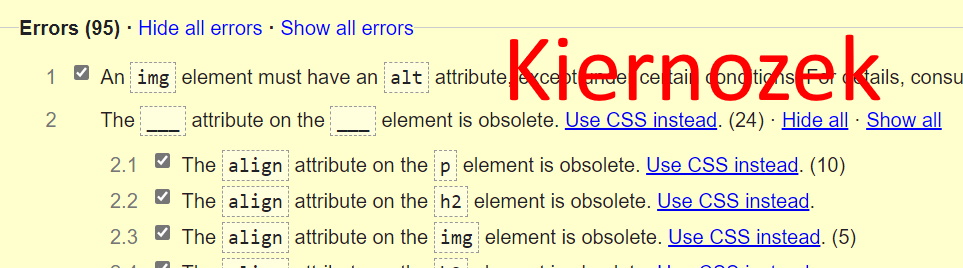 Errors (95) · Hide all errors · Show all errors
Kiernozek
1 An img element must have an alt attribute, except under certain conditions. For details, consu
2 The ___ attribute on the ___ element is obsolete. Use CSS instead. (24) · Hide all · Show all
2.1 The align attribute on the p element is obsolete. Use CSS instead. (10)
2.2 The align attribute on the h2 element is obsolete. Use CSS instead.
2.3 The align attribute on the img element is obsolete. Use CSS instead. (5)